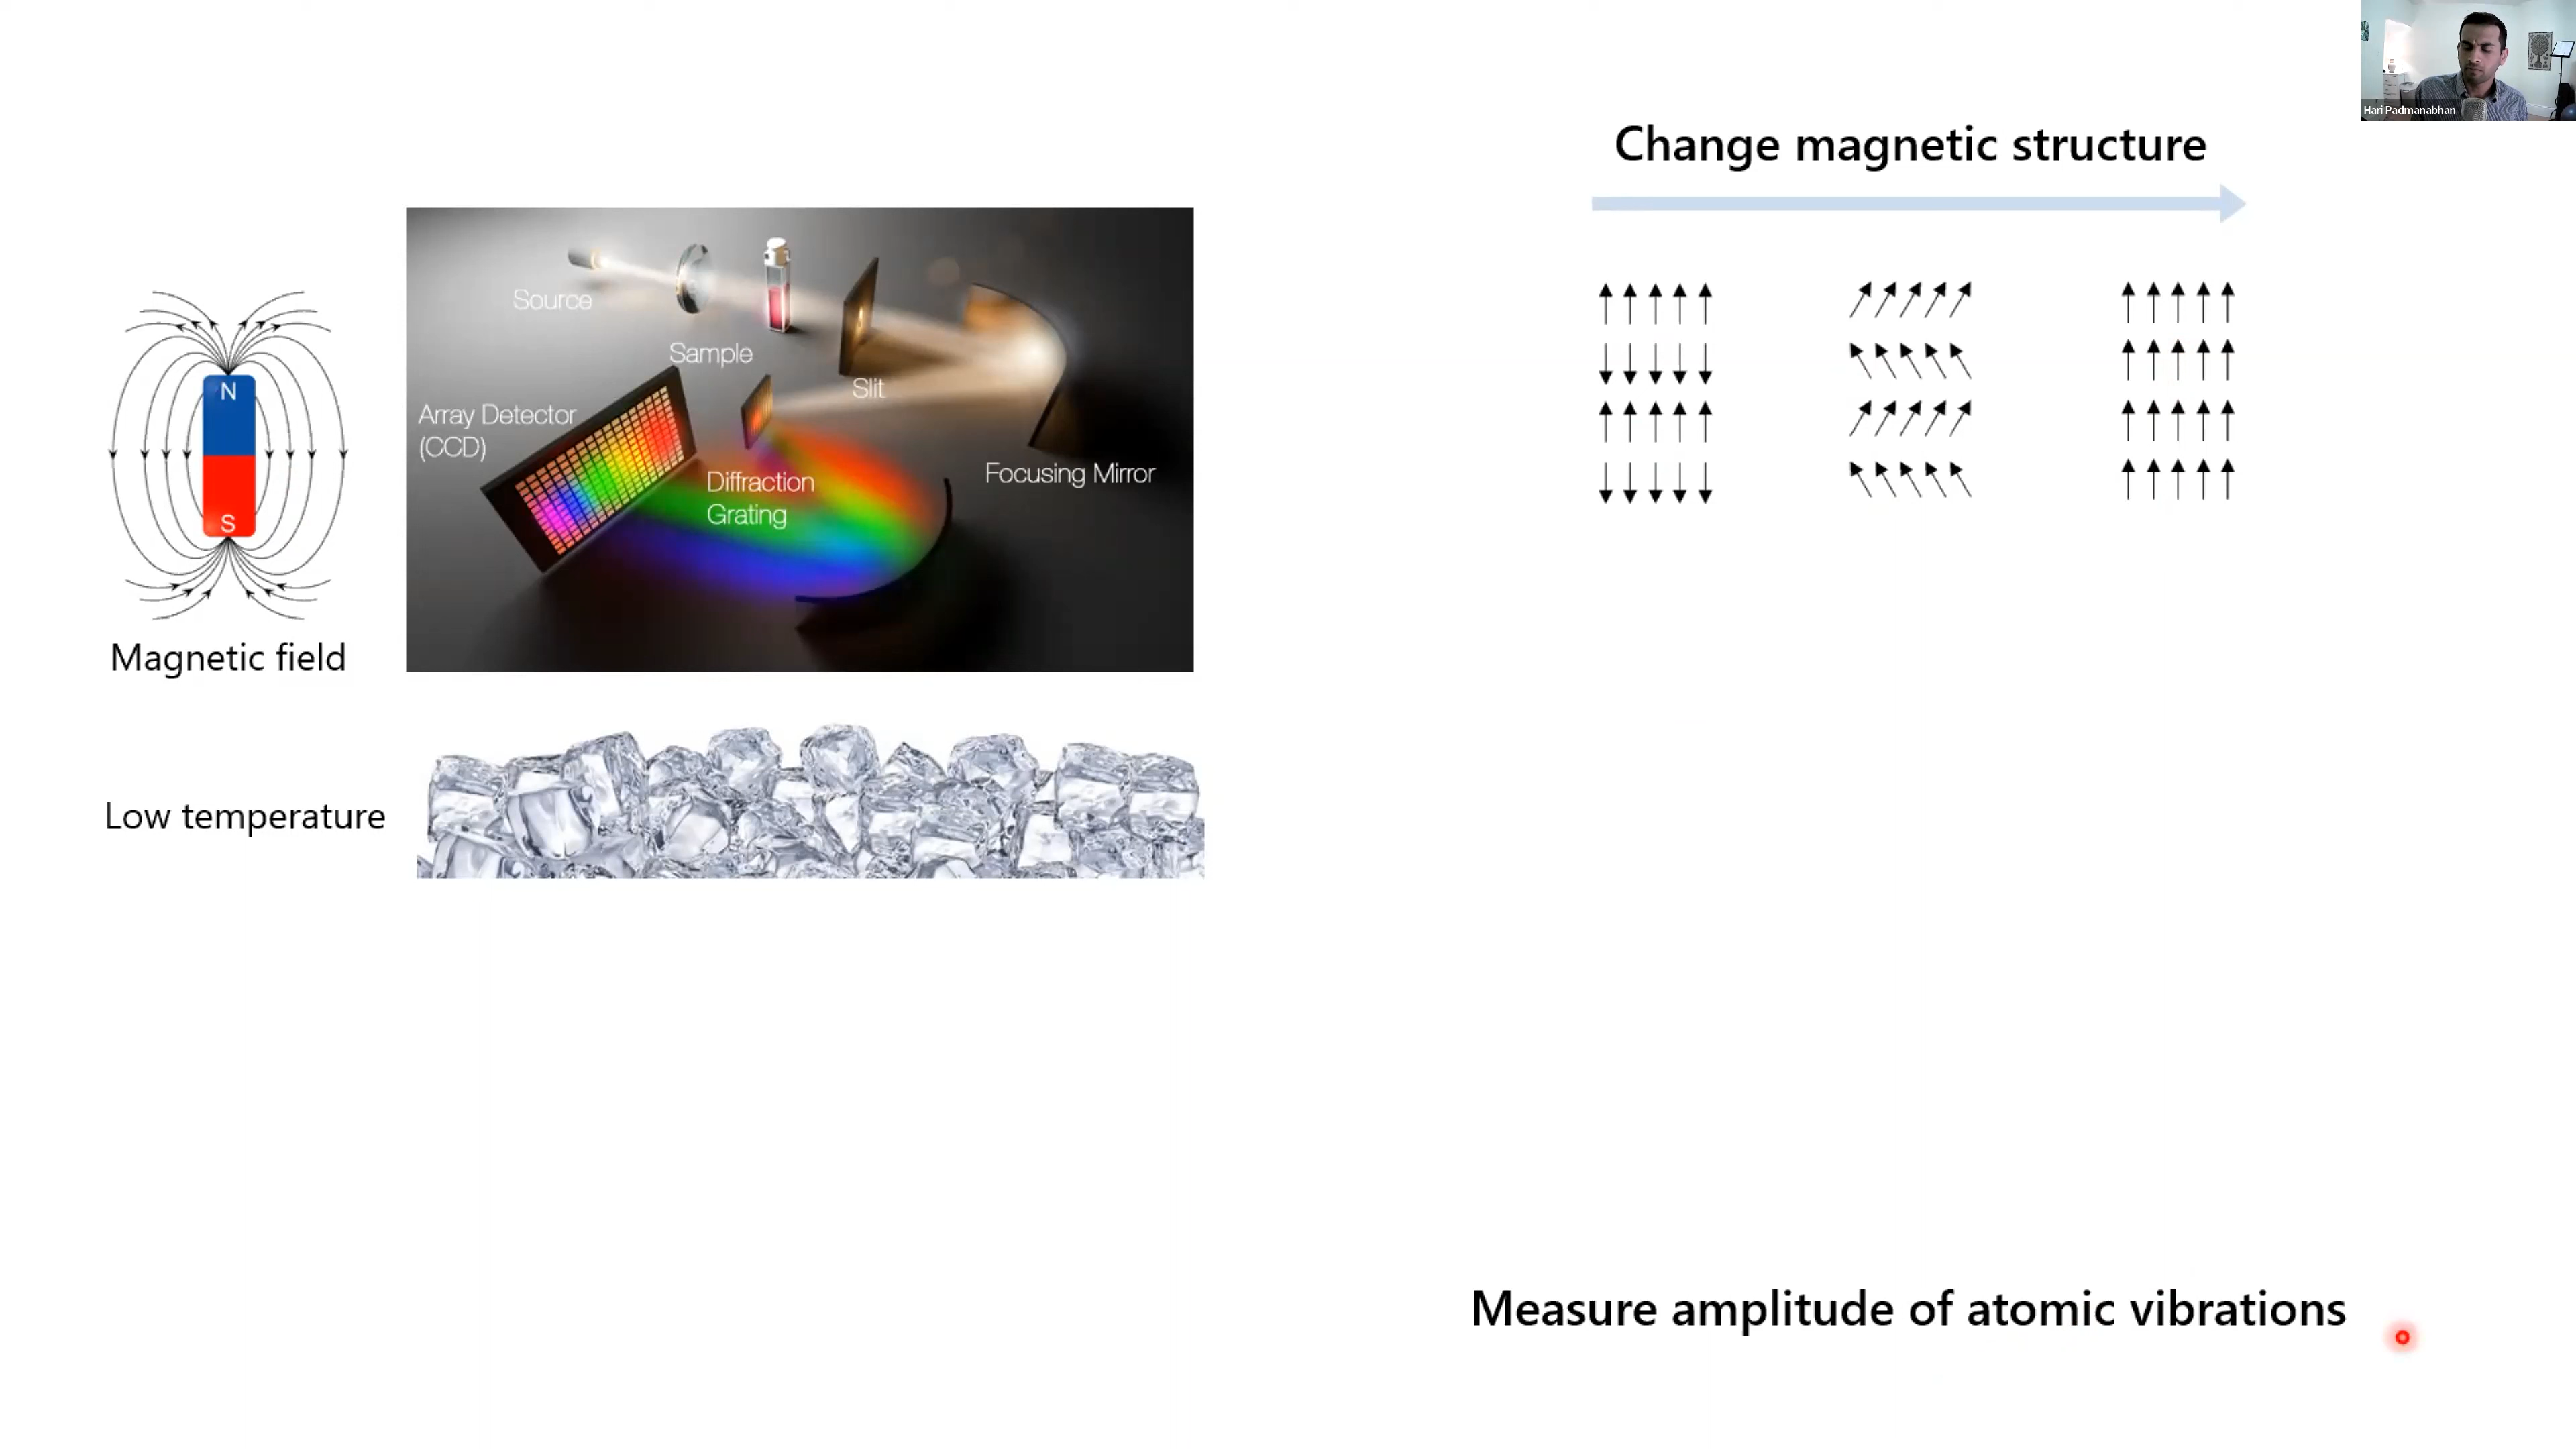 Hari Padmanabhan
Change magnetic structure
Source
Sample
Slit
Array Detector
(CCD)
Diffraction
Grating
Focusing Mirror
N
S
Magnetic field
Low temperature
Measure amplitude of atomic vibrations